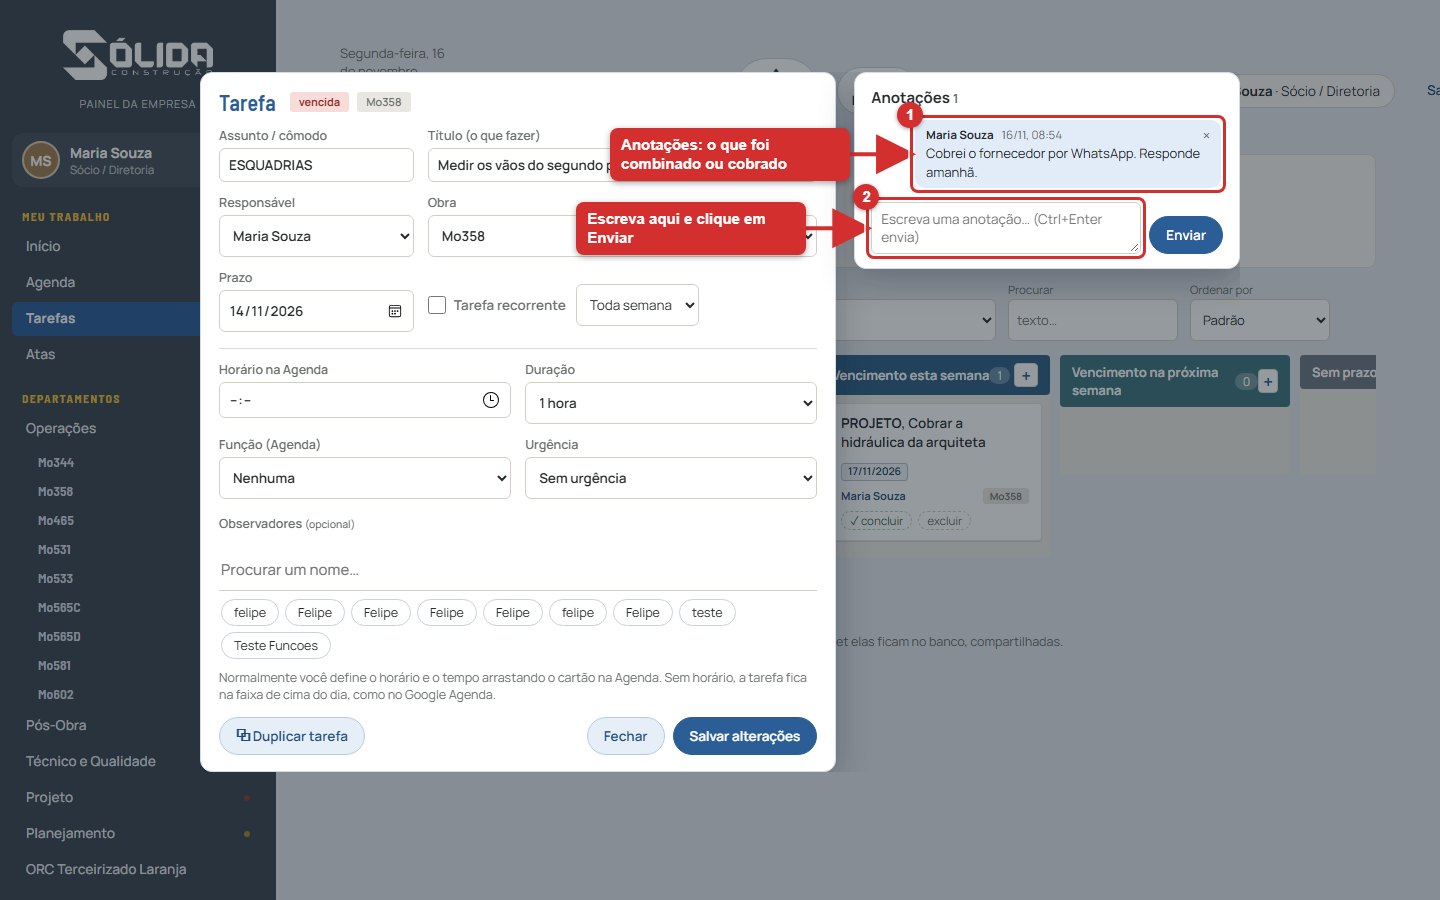 SÓLIDA
CONSTRUÇÃO
PAINEL DA EMPRESA
MS
Maria Souza
Sócio / Diretoria
MEU TRABALHO
Início
Agenda
Tarefas
Atas
DEPARTAMENTOS
Operações
Mo344
Mo358
Mo465
Mo531
Mo533
Mo565C
Mo565D
Mo581
Mo602
Pós-Obra
Técnico e Qualidade
Projeto
Planejamento
ORC Terceirizado Laranja
Segunda-feira, 16
de novembro
Souza · Sócio / Diretoria
Tarefa
vencida
Mo358
Assunto / cômodo
ESQUADRIAS
Título (o que fazer)
Medir os vãos do segundo
Responsável
Maria Souza
Obra
Mo358
Prazo
14/11/2026
Tarefa recorrente
Toda semana
Horário na Agenda
--:--
Duração
1 hora
Função (Agenda)
Nenhuma
Urgência
Sem urgência
Observadores (opcional)
Procurar um nome...
felipe
Felipe
Felipe
Felipe
Felipe
felipe
Felipe
teste
Teste Funcoes
Normalmente você define o horário e o tempo arrastando o cartão na Agenda. Sem horário, a tarefa fica
na faixa de cima do dia, como no Google Agenda.
Duplicar tarefa
Fechar
Salvar alterações
Anotações: o que foi
combinado ou cobrado
Escreva aqui e clique em
Enviar
Anotações 1
1
Maria Souza 16/11, 08:54 ×
Cobrei o fornecedor por WhatsApp. Responde
amanhã.
2
Escreva uma anotação... (Ctrl+Enter
envia)
Enviar
Procurar
texto...
Ordenar por
Padrão
Vencimento esta semana 1 +
PROJETO, Cobrar a
hidráulica da arquiteta
17/11/2026
Maria Souza
Mo358
✓ concluir
excluir
Vencimento na próxima
semana
0 +
Sem prazo
et elas ficam no banco, compartilhadas.